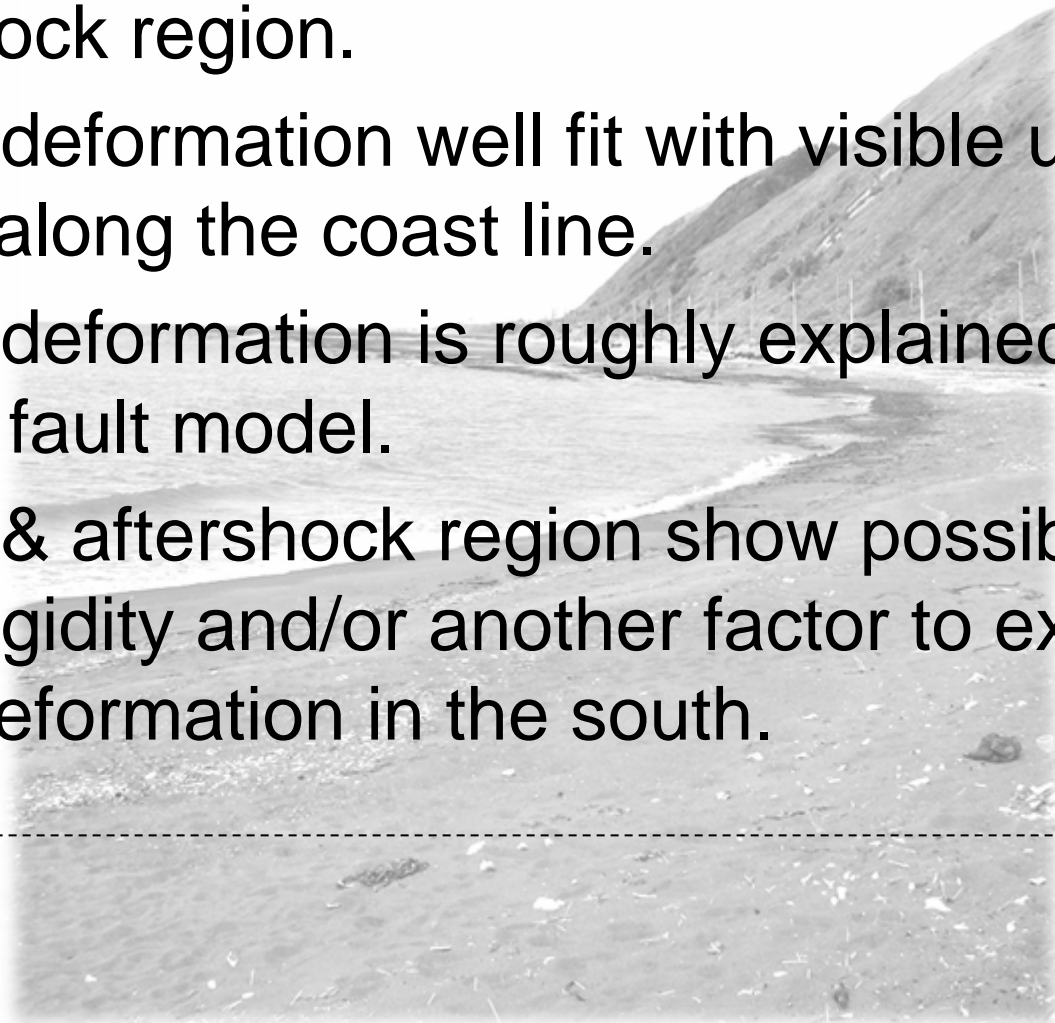 ock region.
deformation well fit with visible u
along the coast line.
deformation is roughly explained
fault model.
& aftershock region show possib
gidity and/or another factor to ex
eformation in the south.